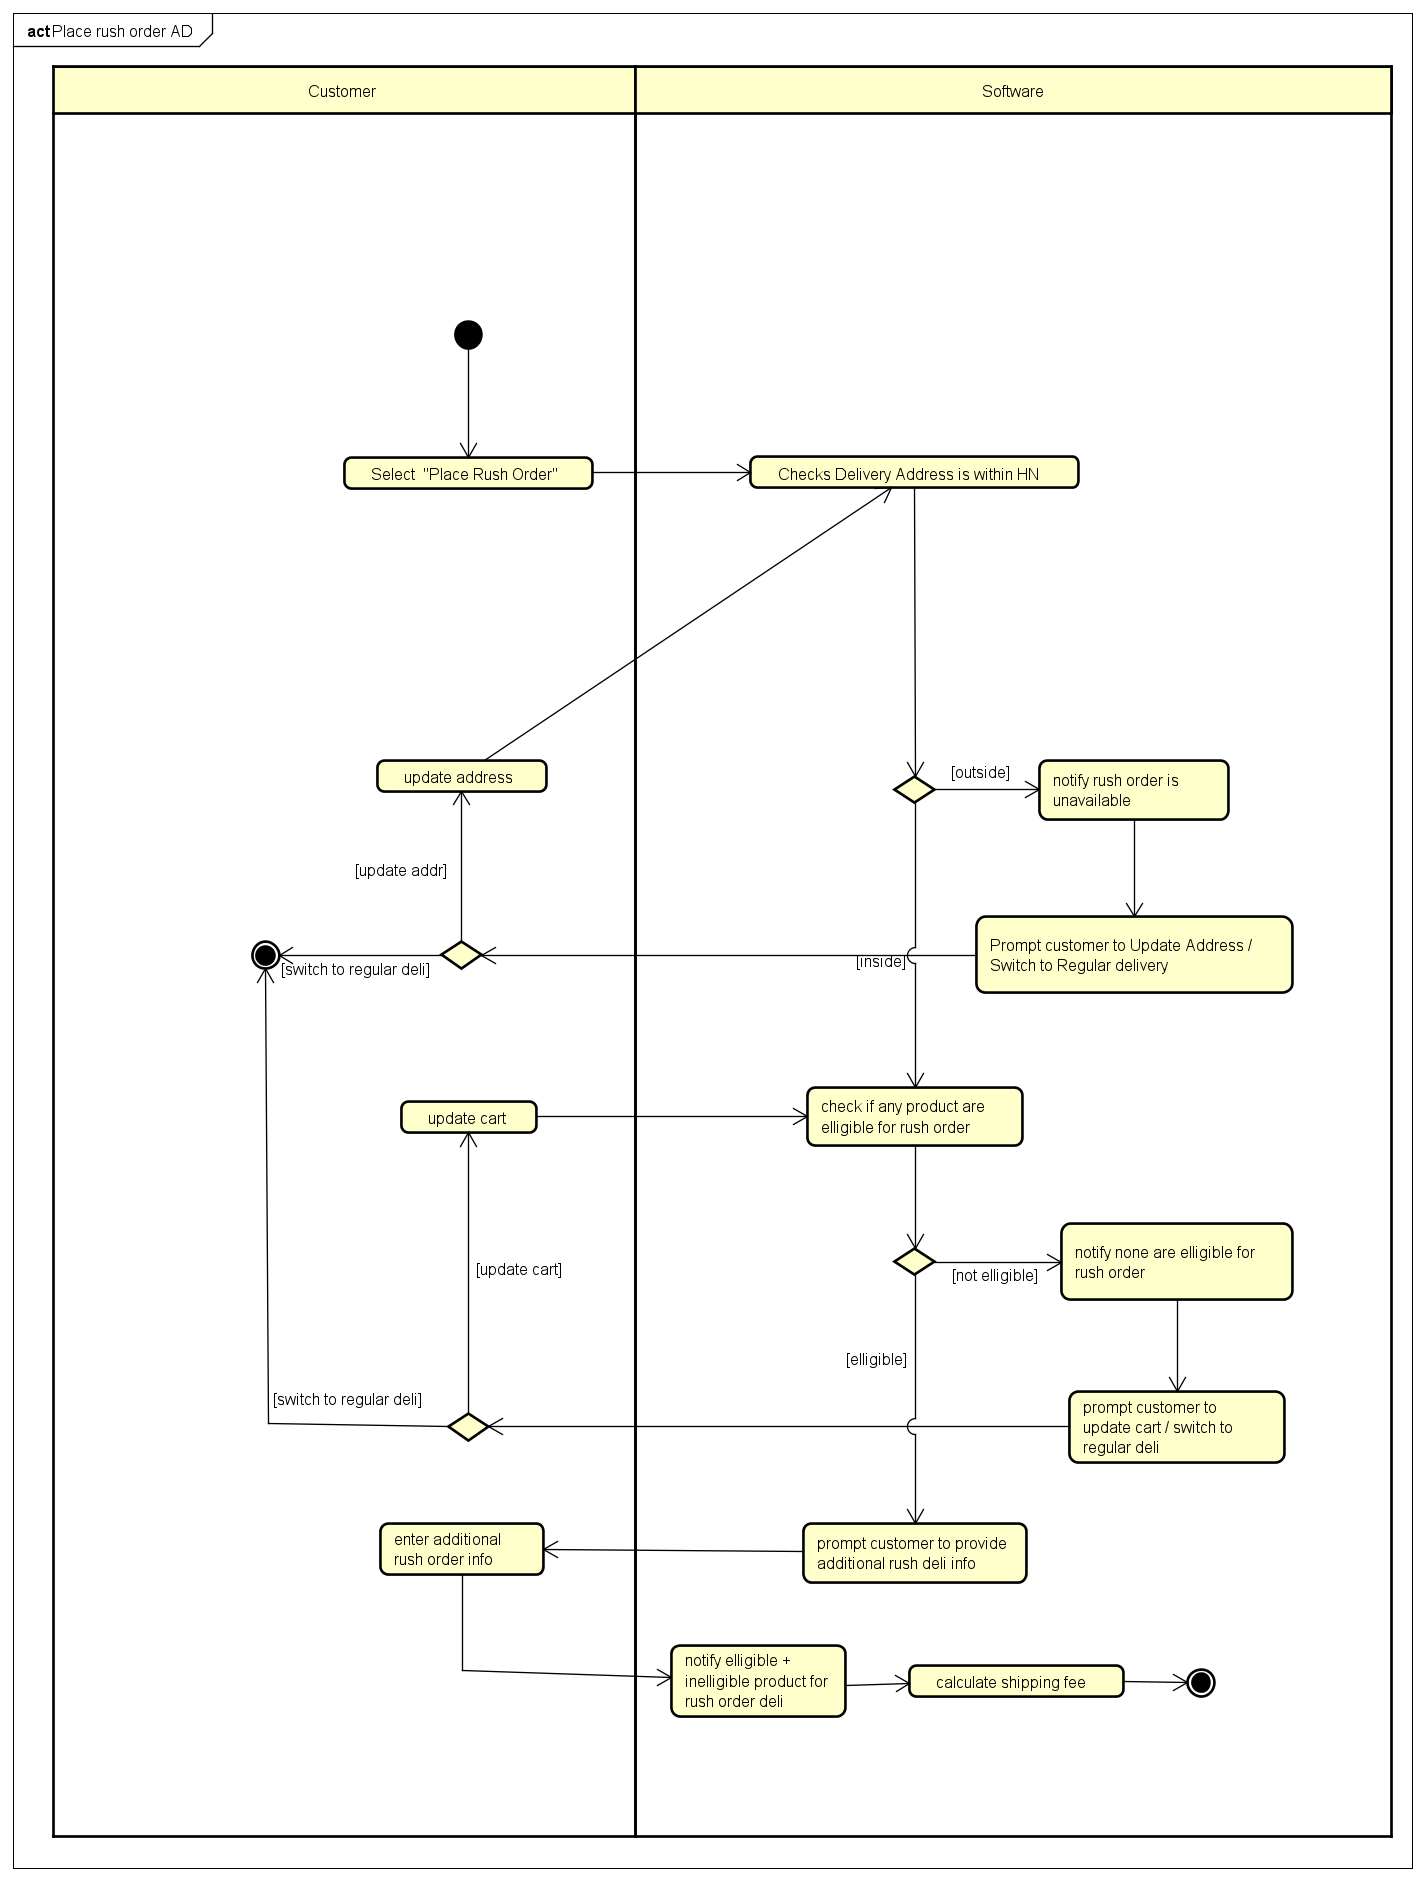 act Place rush order AD
Customer
Software
Select "Place Rush Order"
Checks Delivery Address is within HN
update address
[outside]
notify rush order is
unavailable
[update addr]
Prompt customer to Update Address /
Switch to Regular delivery
[switch to regular deli]
[inside]
update cart
check if any product are
elligible for rush order
[update cart]
notify none are elligible for
rush order
[not elligible]
[elligible]
[switch to regular deli]
prompt customer to
update cart / switch to
regular deli
enter additional
rush order info
prompt customer to provide
additional rush deli info
notify elligible +
inelligible product for
rush order deli
calculate shipping fee